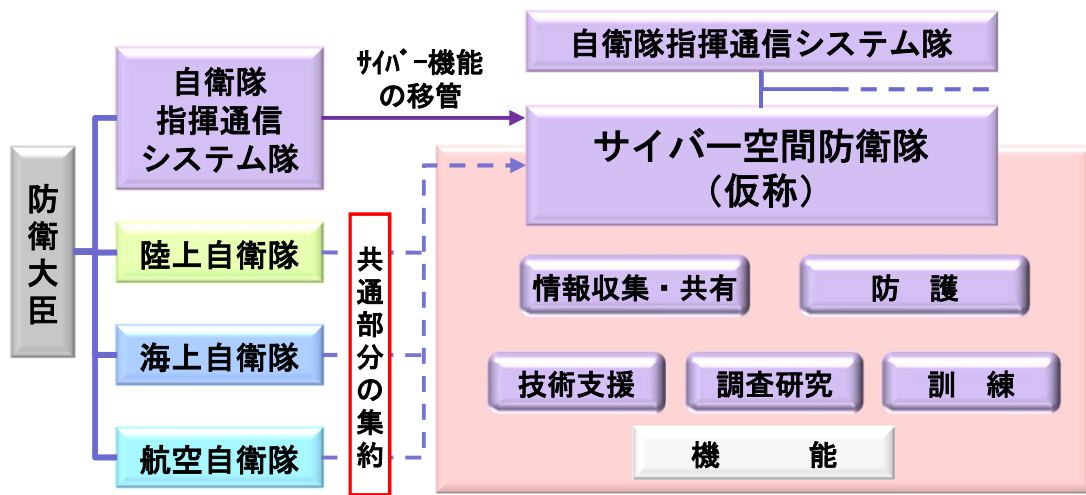 防衛大臣
自衛隊
指揮通信
システム隊
陸上自衛隊
海上自衛隊
航空自衛隊
ｻｲﾊﾞｰ機能
の移管
共通部分の集約
自衛隊指揮通信システム隊
サイバー空間防衛隊
（仮称）
情報収集・共有
防　護
技術支援
調査研究
訓　練
機　　能